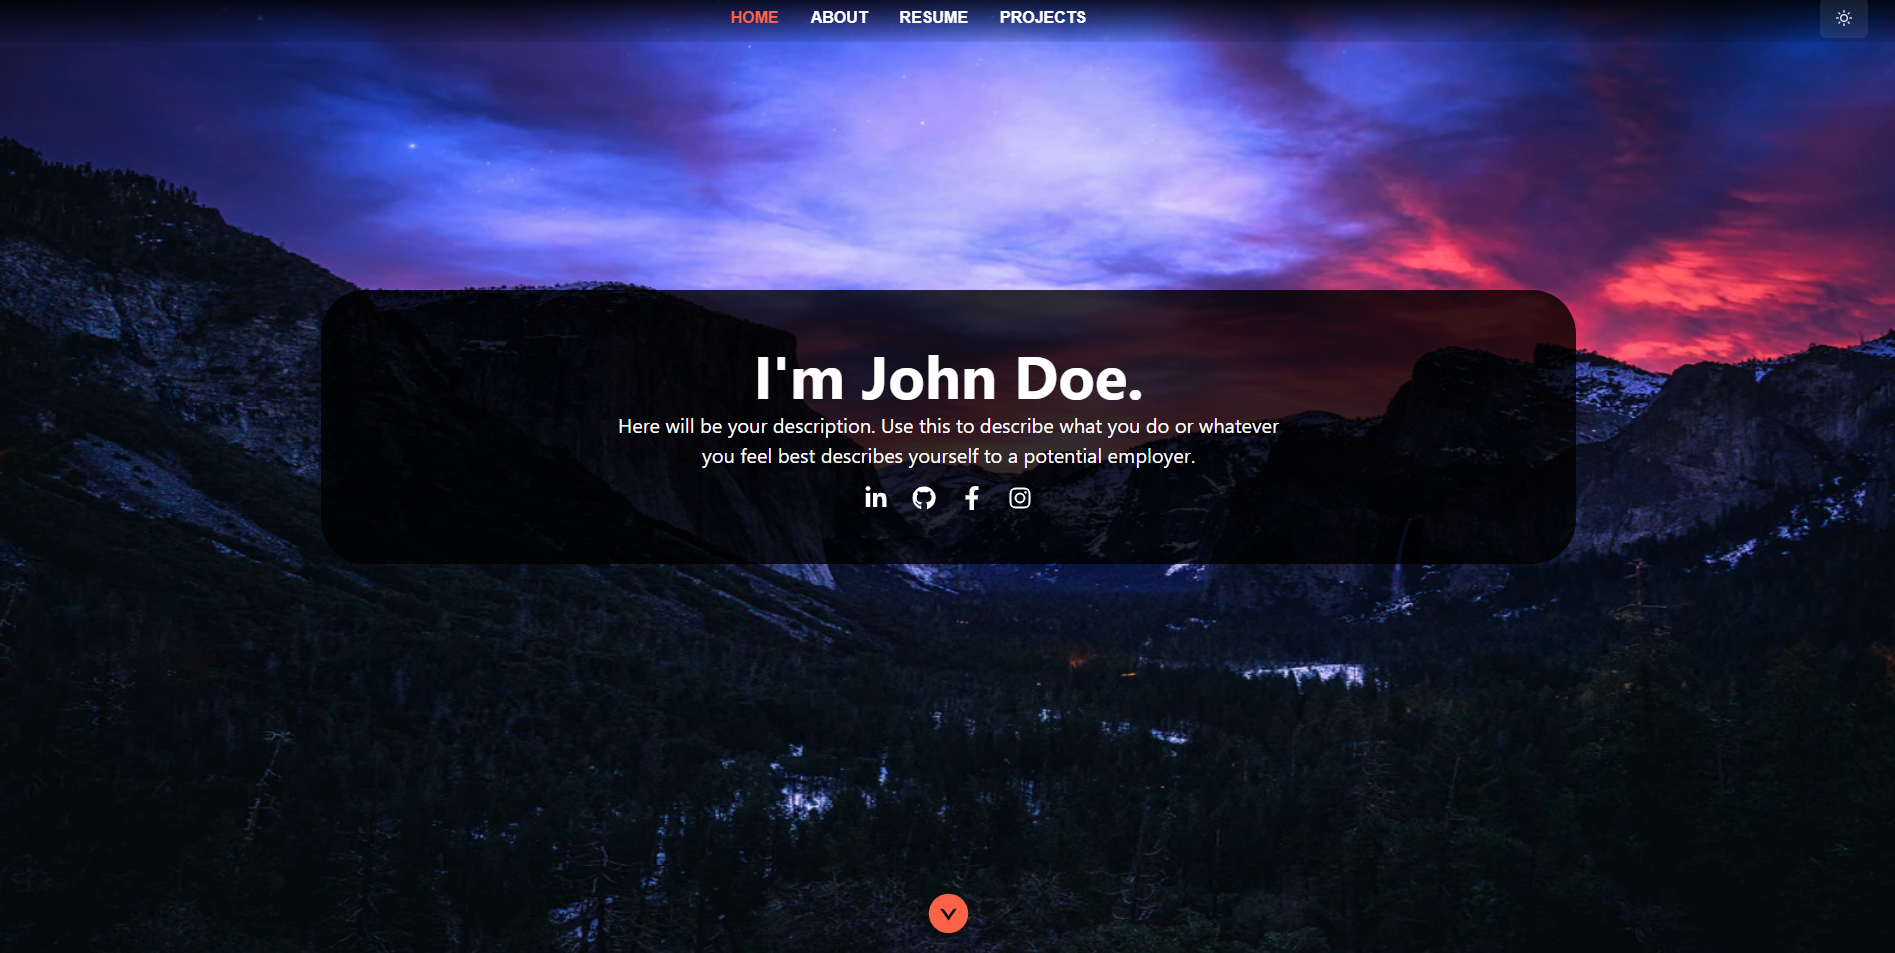 HOME ABOUT RESUME PROJECTS
I'm John Doe.
Here will be your description. Use this to describe what you do or whatever
you feel best describes yourself to a potential employer.